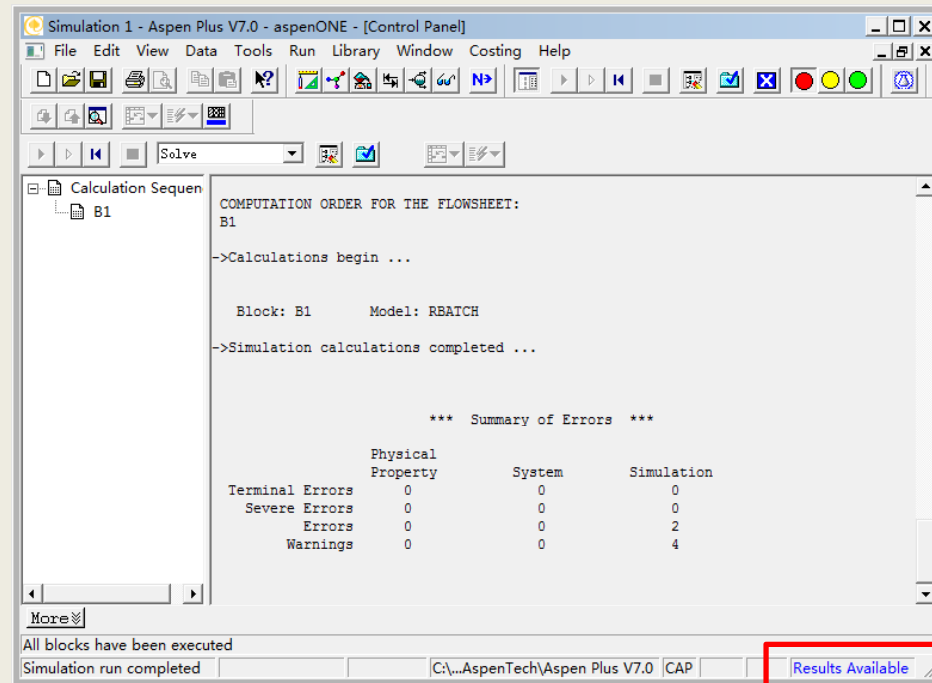 Simulation 1 - Aspen Plus V7.0 - aspenONE - [Control Panel]
File Edit View Data Tools Run Library Window Costing Help
N>
Solve
Calculation Sequen
B1
COMPUTATION ORDER FOR THE FLOWSHEET:
B1
->Calculations begin ...
Block: B1 Model: RBATCH
->Simulation calculations completed ...
*** Summary of Errors ***
Physical
Property System Simulation
Terminal Errors 0 0 0
Severe Errors 0 0 0
Errors 0 0 2
Warnings 0 0 4
More
All blocks have been executed
Simulation run completed C:\...AspenTech\Aspen Plus V7.0 CAP Results Available